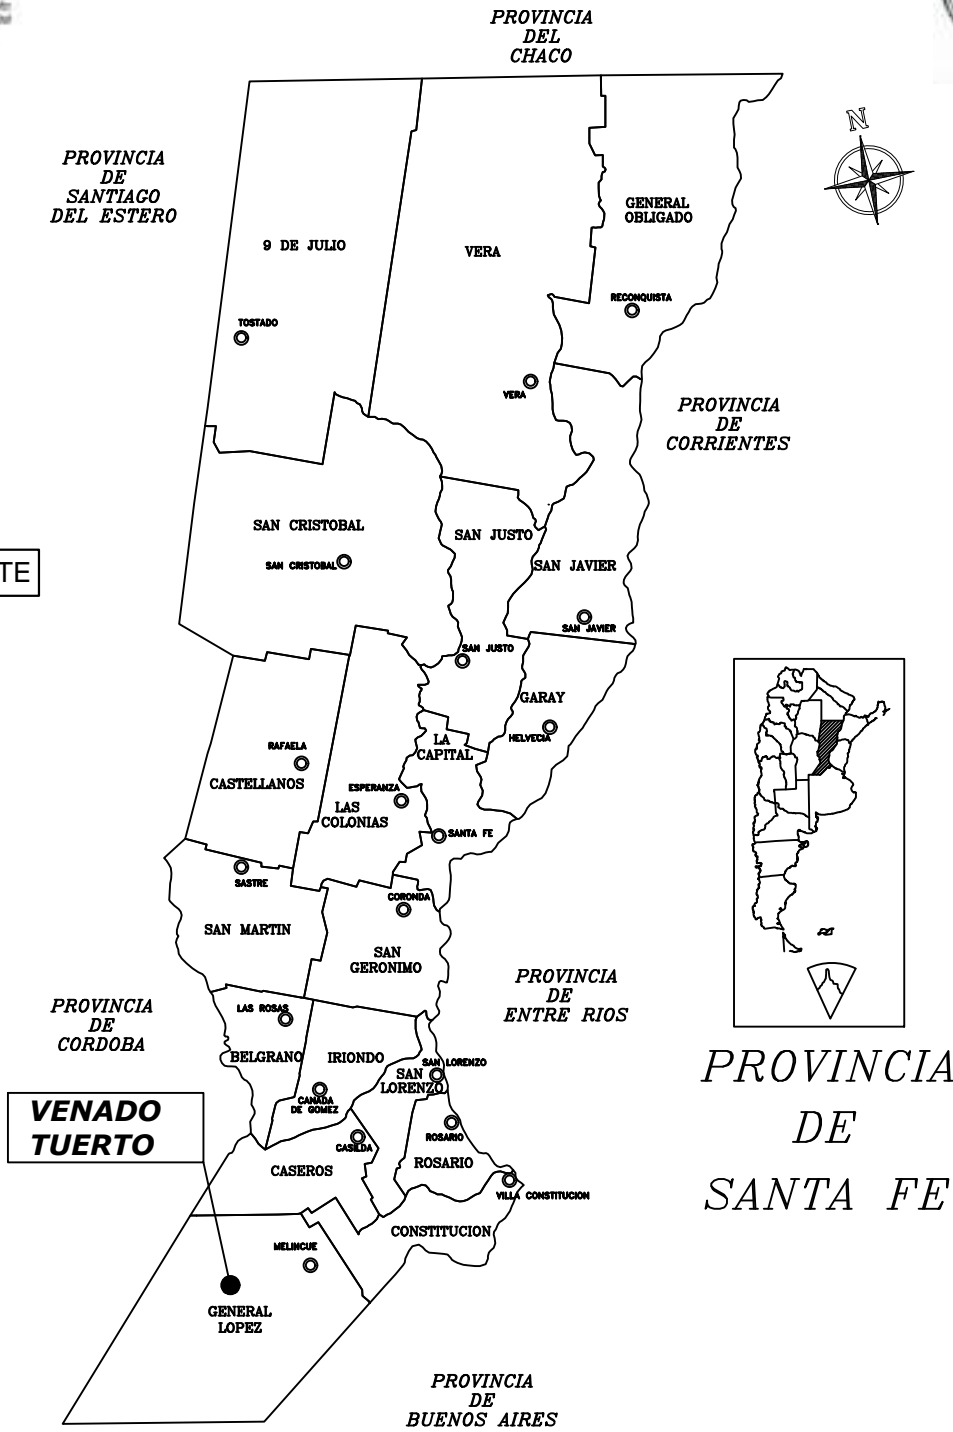 PROVINCIA
DEL
CHACO
N
PROVINCIA
DE
SANTIAGO
DEL ESTERO
GENERAL
OBLIGADO
9 DE JULIO
VERA
RECONQUISTA
TOSTADO
VERA
PROVINCIA
DE
CORRIENTES
SAN CRISTOBAL
SAN JUSTO
SAN CRISTOBAL
SAN JAVIER
TE
SAN JAVIER
SAN JUSTO
GARAY
HELVECIA
LA
CAPITAL
RAFAELA
CASTELLANOS
ESPERANZA
LAS
COLONIAS
SANTA FE
SASTRE
CORONDA
SAN MARTIN
SAN
GERONIMO
PROVINCIA
DE
ENTRE RIOS
PROVINCIA
DE
CORDOBA
LAS ROSAS
BELGRANO
IRIONDO
SAN LORENZO
SAN
LORENZO
CANADA
DE GOMEZ
PROVINCIA
DE
SANTA FE
VENADO
TUERTO
CASILDA
ROSARIO
ROSARIO
CASEROS
VILLA CONSTITUCION
CONSTITUCION
MELINCUE
GENERAL
LOPEZ
PROVINCIA
DE
BUENOS AIRES